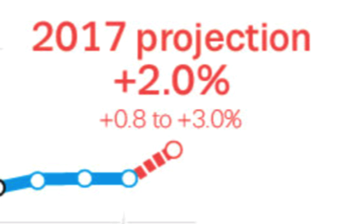 2017 projection
+2.0%
+0.8 to +3.0%